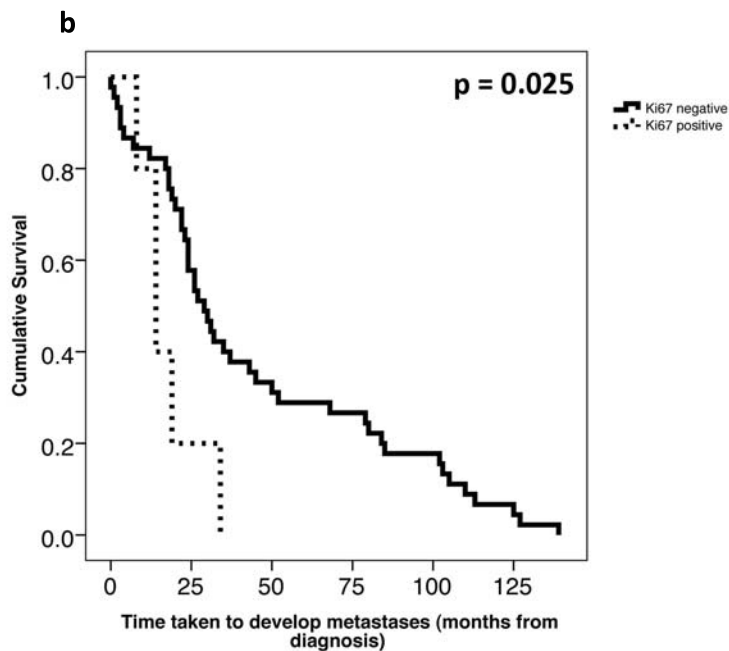 b
p = 0.025
Ki67 negative
Ki67 positive
1.0
0.8
0.6
0.4
0.2
0.0
Cumulative Survival
0 25 50 75 100 125
Time taken to develop metastases (months from
diagnosis)